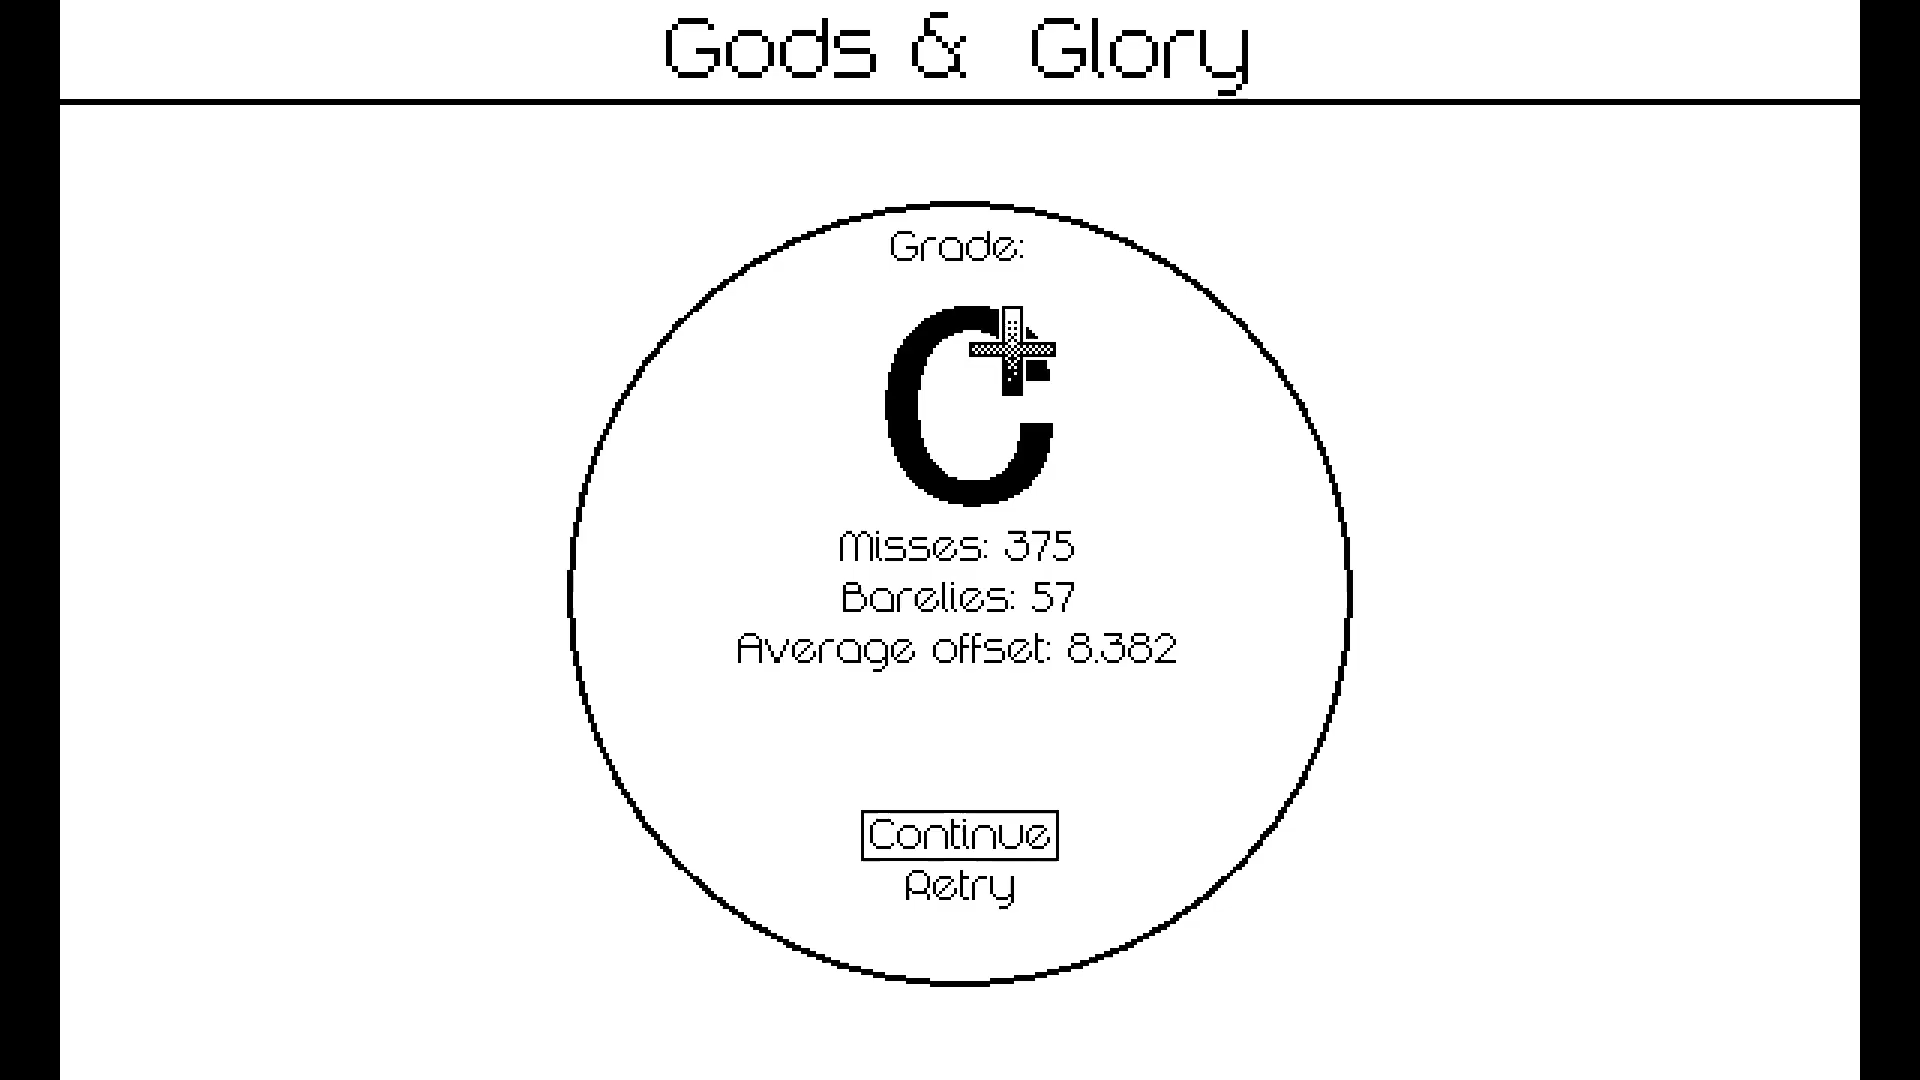 Gods & Glory
Grade:
C+
Misses: 375
Barelies: 57
Average offset: 8.382
Continue
Retry